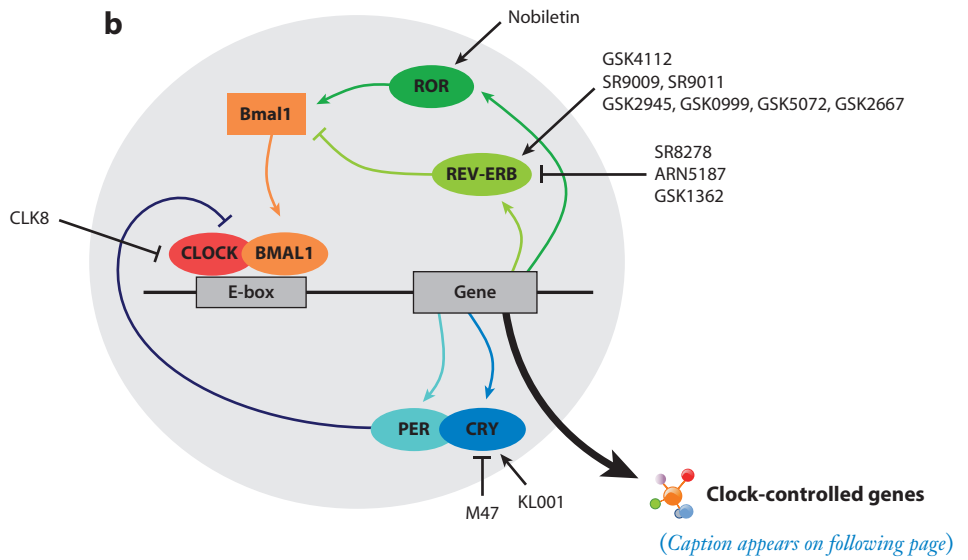 b
Nobiletin
GSK4112
SR9009, SR9011
GSK2945, GSK0999, GSK5072, GSK2667
ROR
Bmal1
REV-ERB
SR8278
ARN5187
GSK1362
CLK8
CLOCK
BMAL1
E-box
Gene
PER
CRY
M47
KL001
Clock-controlled genes
(Caption appears on following page)